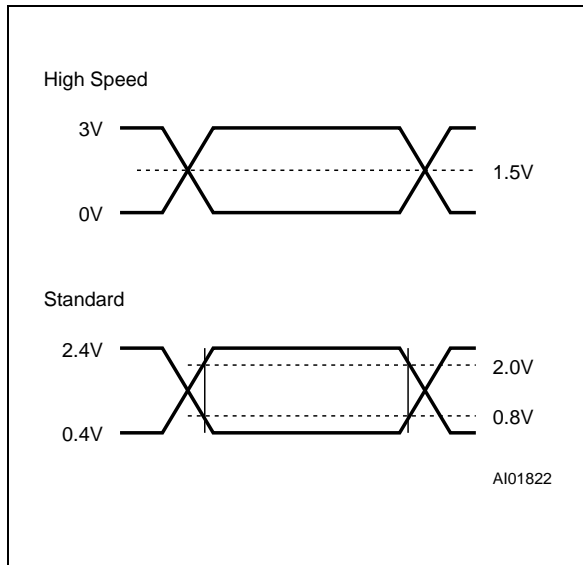 High Speed
3V
1.5V
0V
Standard
2.4V
2.0V
0.8V
0.4V
AI01822